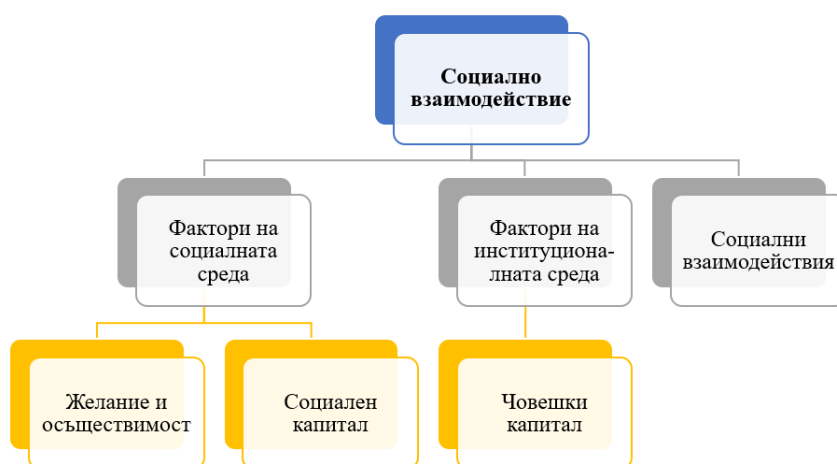 Социално
взаимодействие
Фактори на
социалната
среда
Фактори на
институциона-
лната среда
Социални
взаимодействия
Желание и
осъществимост
Социален
капитал
Човешки
капитал